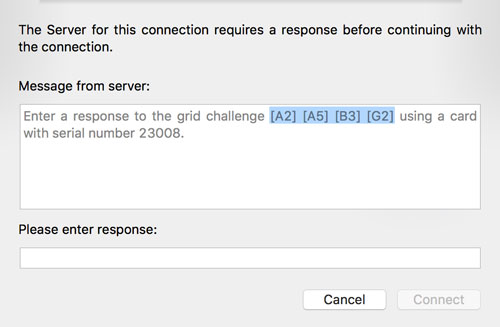 The Server for this connection requires a response before continuing with
the connection.
Message from server:
Enter a response to the grid challenge [A2] [A5] [B3] [G2] using a card
with serial number 23008.
Please enter response:
Cancel
Connect